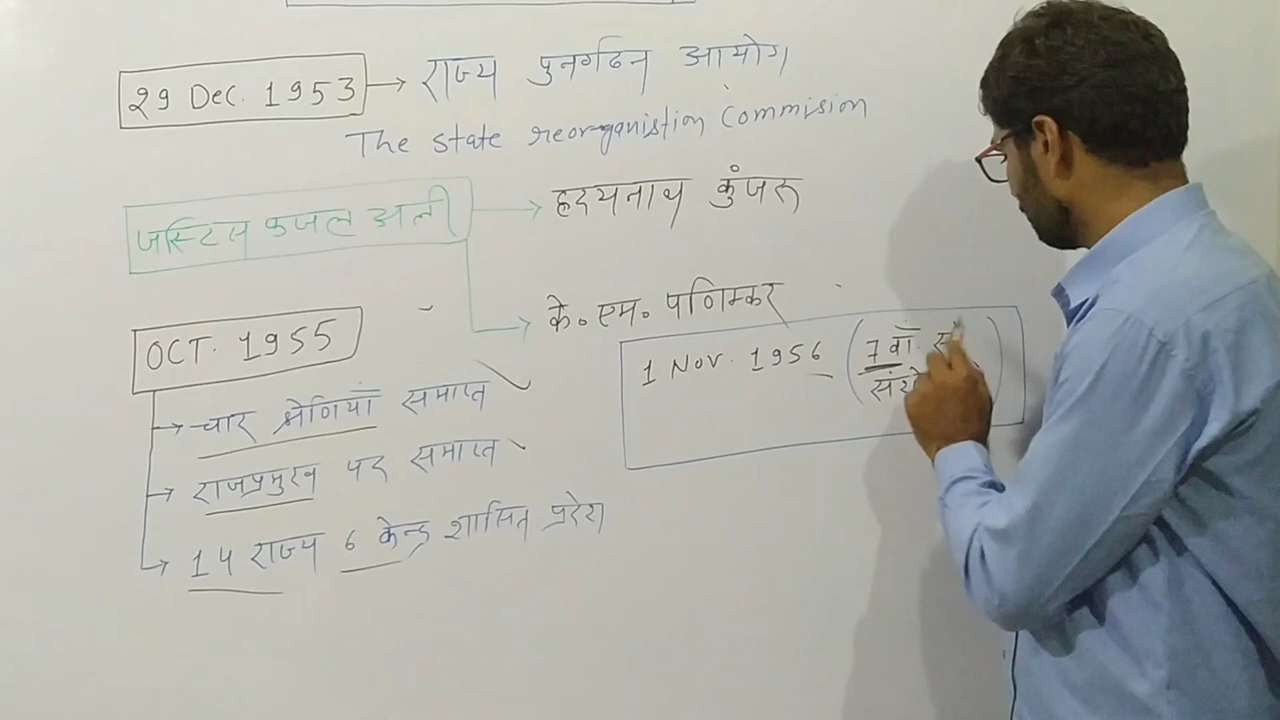 29 Dec. 1953 → राज्य पुनर्गठन आयोग
The state reorganistion Commision
जस्टिस फजल अली → हृदयनाथ कुंजरू
के. एम. पणिक्कर
OCT. 1955
1 Nov. 1956 (7 वाँ
→ चार श्रेणियाँ समाप्त
→ राजप्रमुख पद समाप्त
→ 14 राज्य 6 केन्द्र शासित प्रदेश